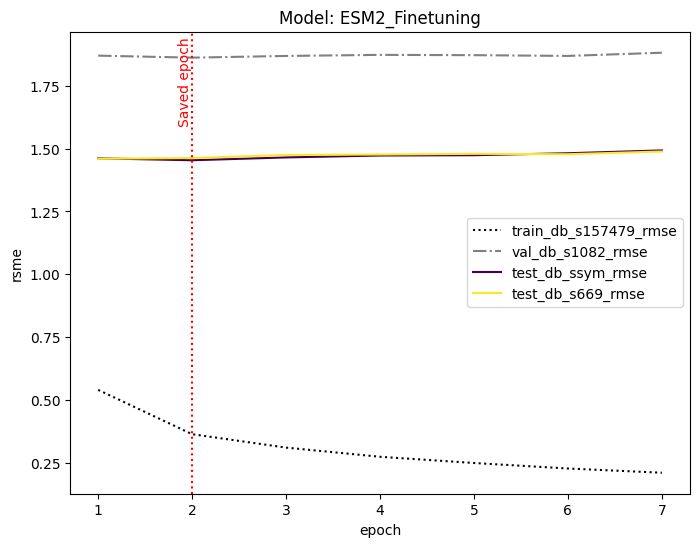 Model: ESM2_Finetuning
rsme
1.75
1.50
1.25
1.00
0.75
0.50
0.25
Saved epoch
train_db_s157479_rmse
val_db_s1082_rmse
test_db_ssym_rmse
test_db_s669_rmse
1 2 3 4 5 6 7
epoch